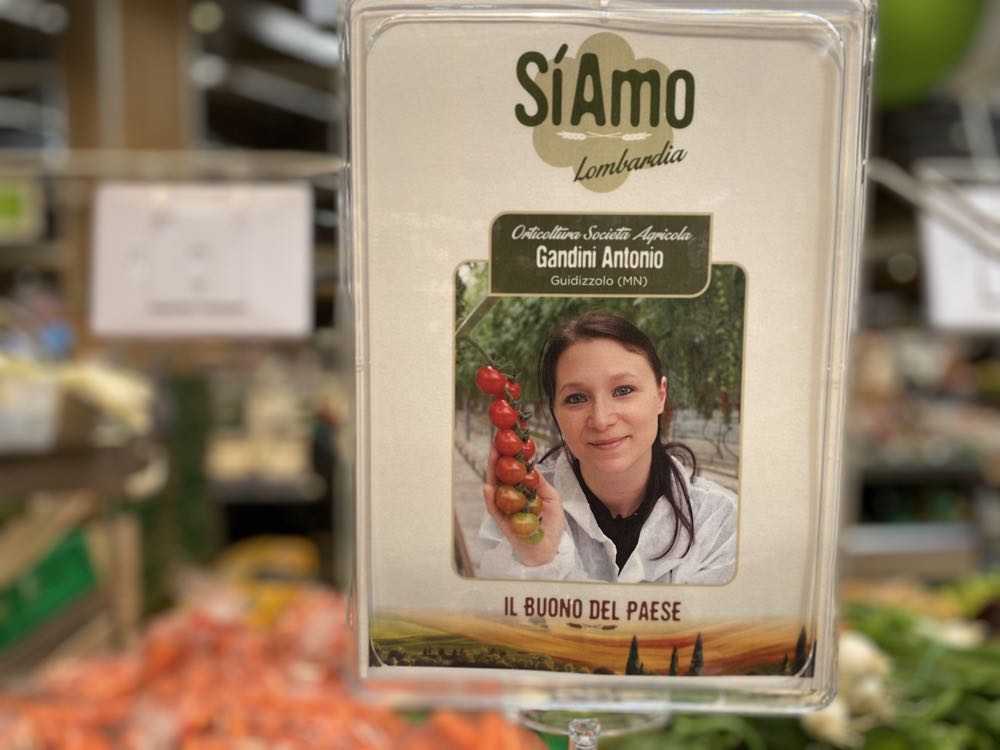 SíAmo
Lombardia
Orticoltura Società Agricola
Gandini Antonio
Guidizzolo (MN)
IL BUONO DEL PAESE